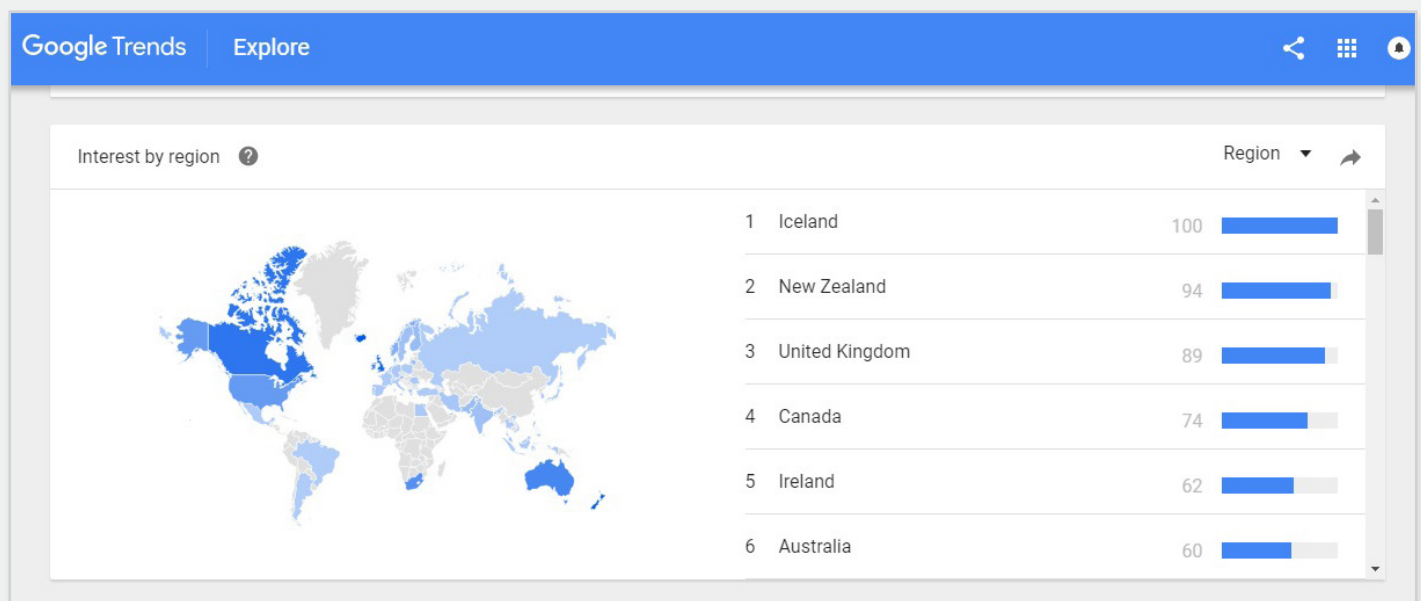 Google Trends Explore
Interest by region ? Region
1 Iceland 100
2 New Zealand 94
3 United Kingdom 89
4 Canada 74
5 Ireland 62
6 Australia 60